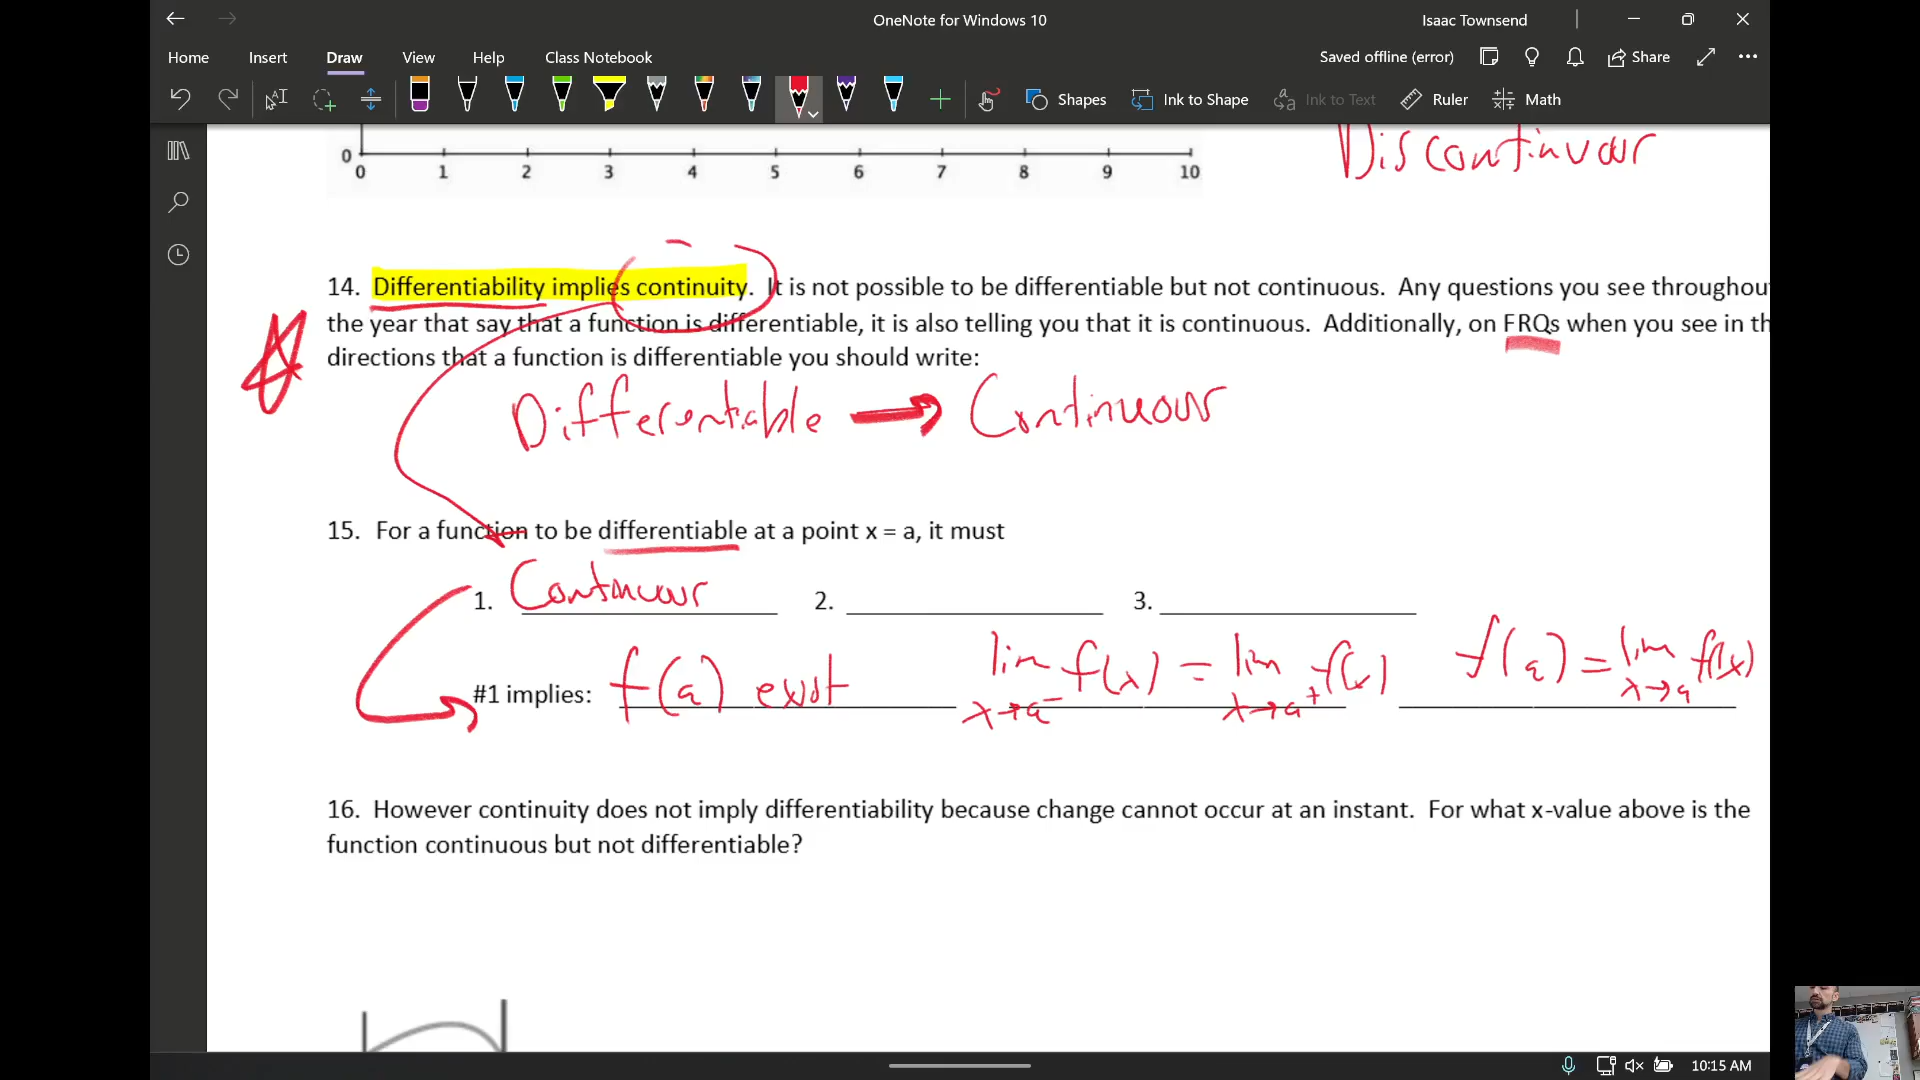 OneNote for Windows 10
Isaac Townsend
Home Insert Draw View Help Class Notebook
Saved offline (error) Share
Shapes Ink to Shape Ink to Text Ruler Math
0
0 1 2 3 4 5 6 7 8 9 10
Discontinuous
14. Differentiability implies continuity. It is not possible to be differentiable but not continuous. Any questions you see throughou
the year that say that a function is differentiable, it is also telling you that it is continuous. Additionally, on FRQs when you see in th
directions that a function is differentiable you should write:
Differentiable → Continuous
15. For a function to be differentiable at a point x = a, it must
1. Continuous 2. 3.
#1 implies: f(a) exist lim x→a⁻ f(x) = lim x→a⁺ f(x) f(a) = lim x→a f(x)
16. However continuity does not imply differentiability because change cannot occur at an instant. For what x-value above is the
function continuous but not differentiable?
10:15 AM